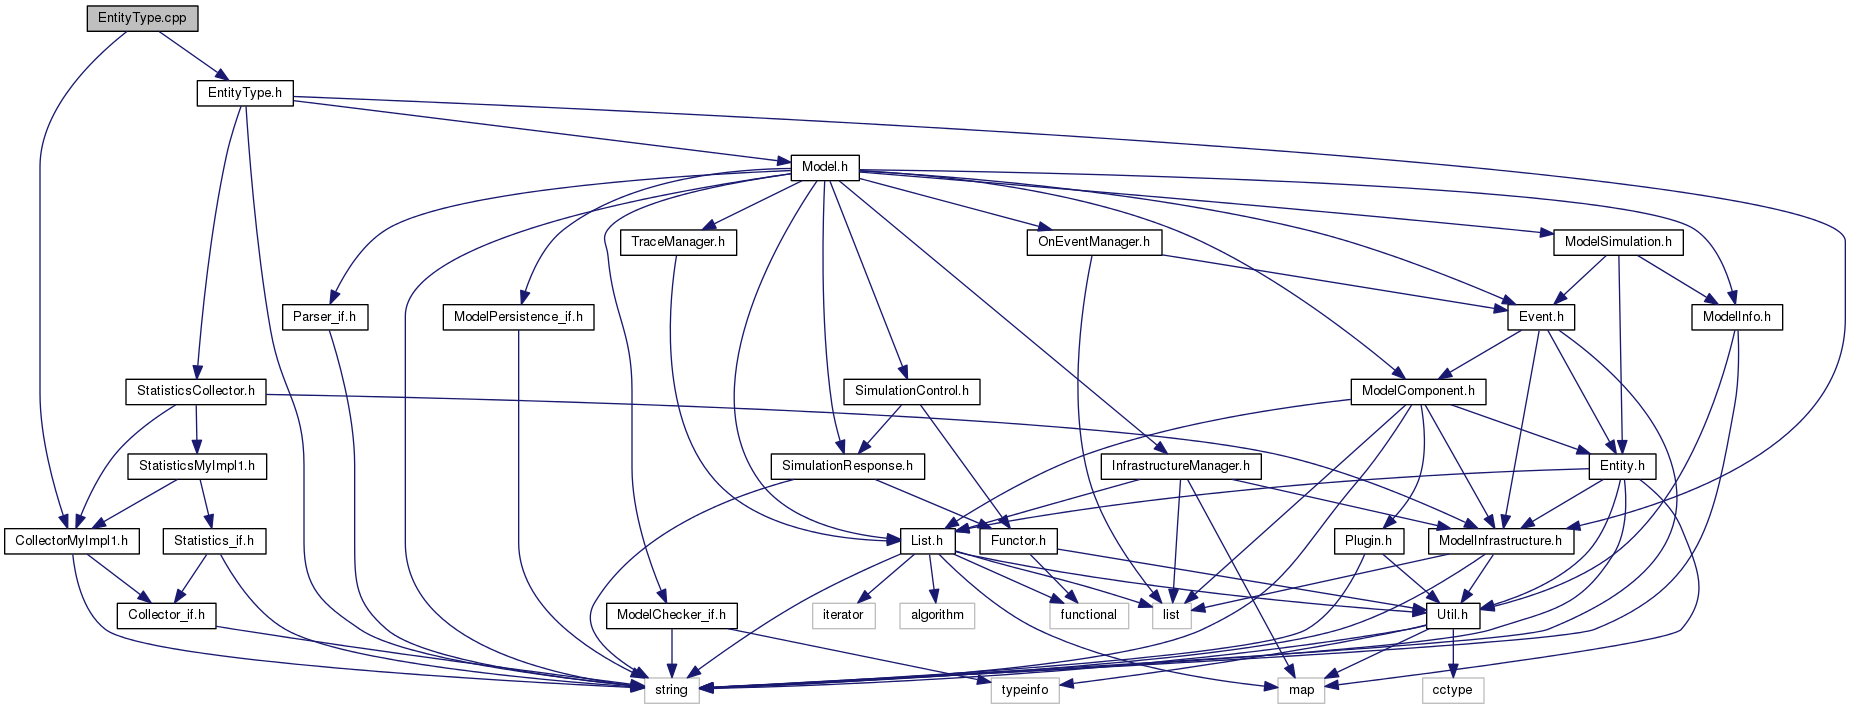 EntityType.cpp
EntityType.h
Model.h
TraceManager.h
OnEventManager.h
ModelSimulation.h
Parser_if.h
ModelPersistence_if.h
Event.h
ModelInfo.h
StatisticsCollector.h
SimulationControl.h
ModelComponent.h
StatisticsMyImpl1.h
SimulationResponse.h
InfrastructureManager.h
Entity.h
CollectorMyImpl1.h
Statistics_if.h
List.h
Functor.h
Plugin.h
ModelInfrastructure.h
Collector_if.h
ModelChecker_if.h
iterator
algorithm
functional
list
Util.h
string
typeinfo
map
cctype